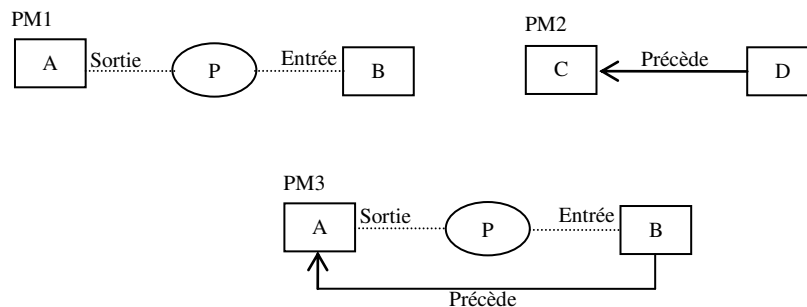 PM1
A Sortie P Entrée B
PM2
C Précède D
PM3
A Sortie P Entrée B
Précède